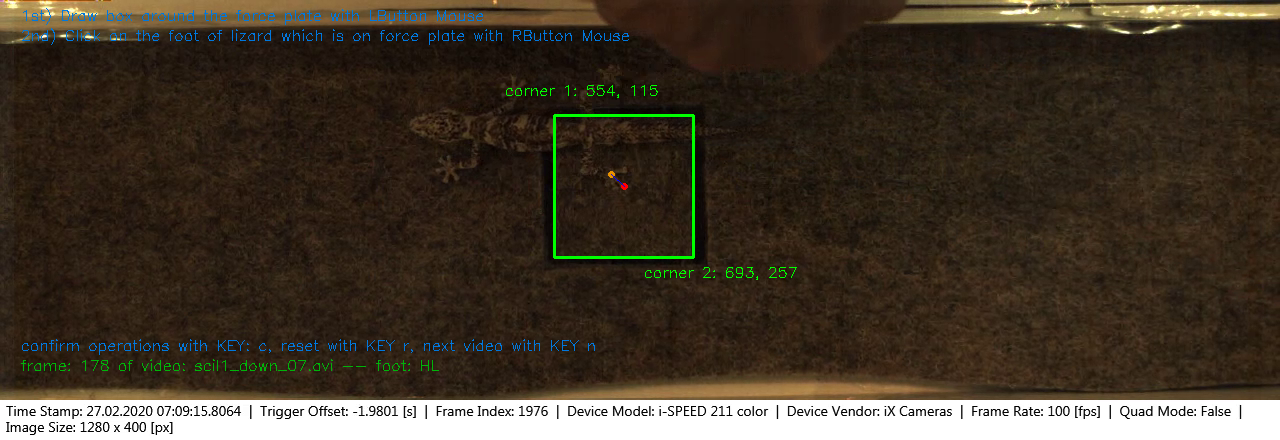 1st) Draw box around the force plate with LButton Mouse
2nd) Click on the foot of lizard which is on force plate with RButton Mouse
corner 1: 554, 115
corner 2: 693, 257
confirm operations with KEY: c, reset with KEY r, next video with KEY n
frame: 178 of video: scil1_down_07.avi -- foot: HL
Time Stamp: 27.02.2020 07:09:15.8064 | Trigger Offset: -1.9801 [s] | Frame Index: 1976 | Device Model: i-SPEED 211 color | Device Vendor: iX Cameras | Frame Rate: 100 [fps] | Quad Mode: False |
Image Size: 1280 x 400 [px]